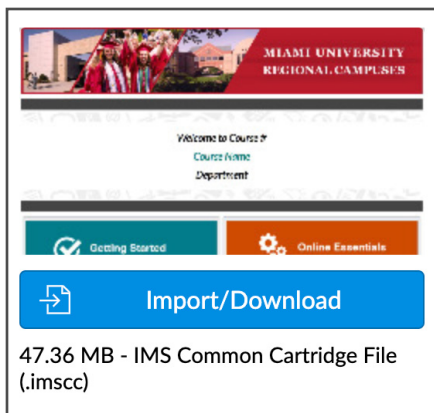 MIAMI UNIVERSITY
REGIONAL CAMPUSES
Welcome to Course #
Course Name
Department
Getting Started
Online Essentials
Import/Download
47.36 MB - IMS Common Cartridge File
(.imscc)